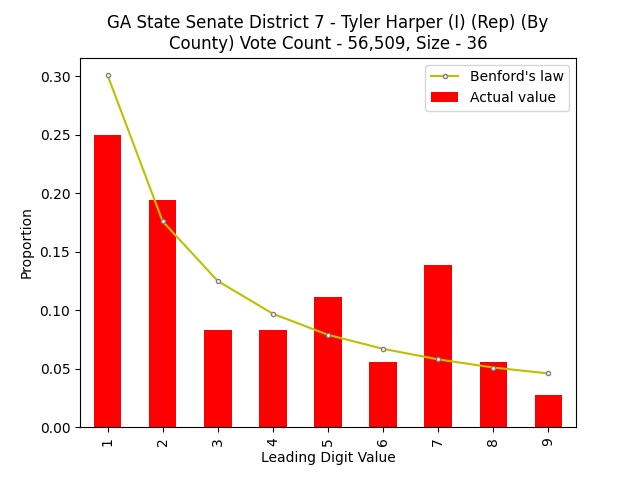 GA State Senate District 7 - Tyler Harper (I) (Rep) (By
County) Vote Count - 56,509, Size - 36
Benford's law
Actual value
Proportion
0.30
0.25
0.20
0.15
0.10
0.05
0.00
1 2 3 4 5 6 7 8 9
Leading Digit Value